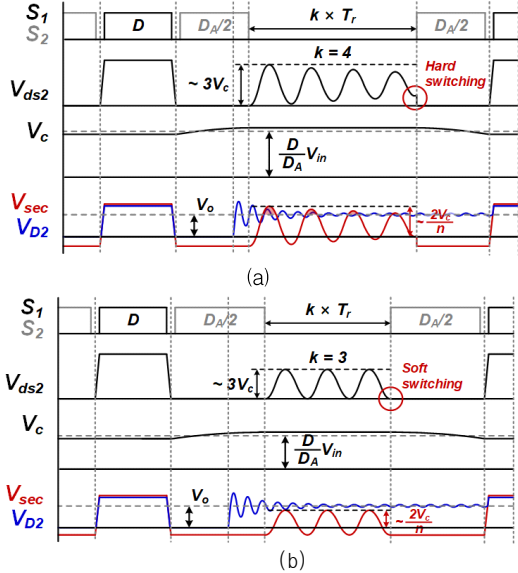 S1
S2
D
DA/2
k × Tr
DA/2
k = 4
Hard
switching
Vds2
~ 3Vc
Vc
D
DA
Vin
Vsec
VD2
Vo
~ 2Vc
n
(a)
S1
S2
D
DA/2
k × Tr
DA/2
k = 3
Soft
switching
Vds2
~ 3Vc
Vc
D
DA
Vin
Vsec
VD2
Vo
~ 2Vc
n
(b)